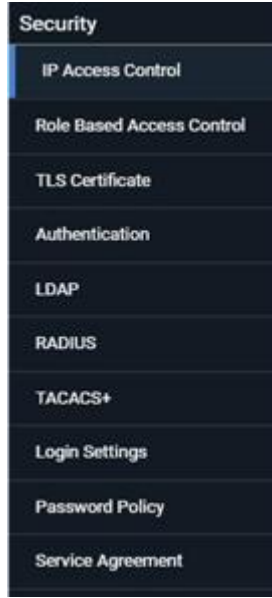 Security
IP Access Control
Role Based Access Control
TLS Certificate
Authentication
LDAP
RADIUS
TACACS+
Login Settings
Password Policy
Service Agreement